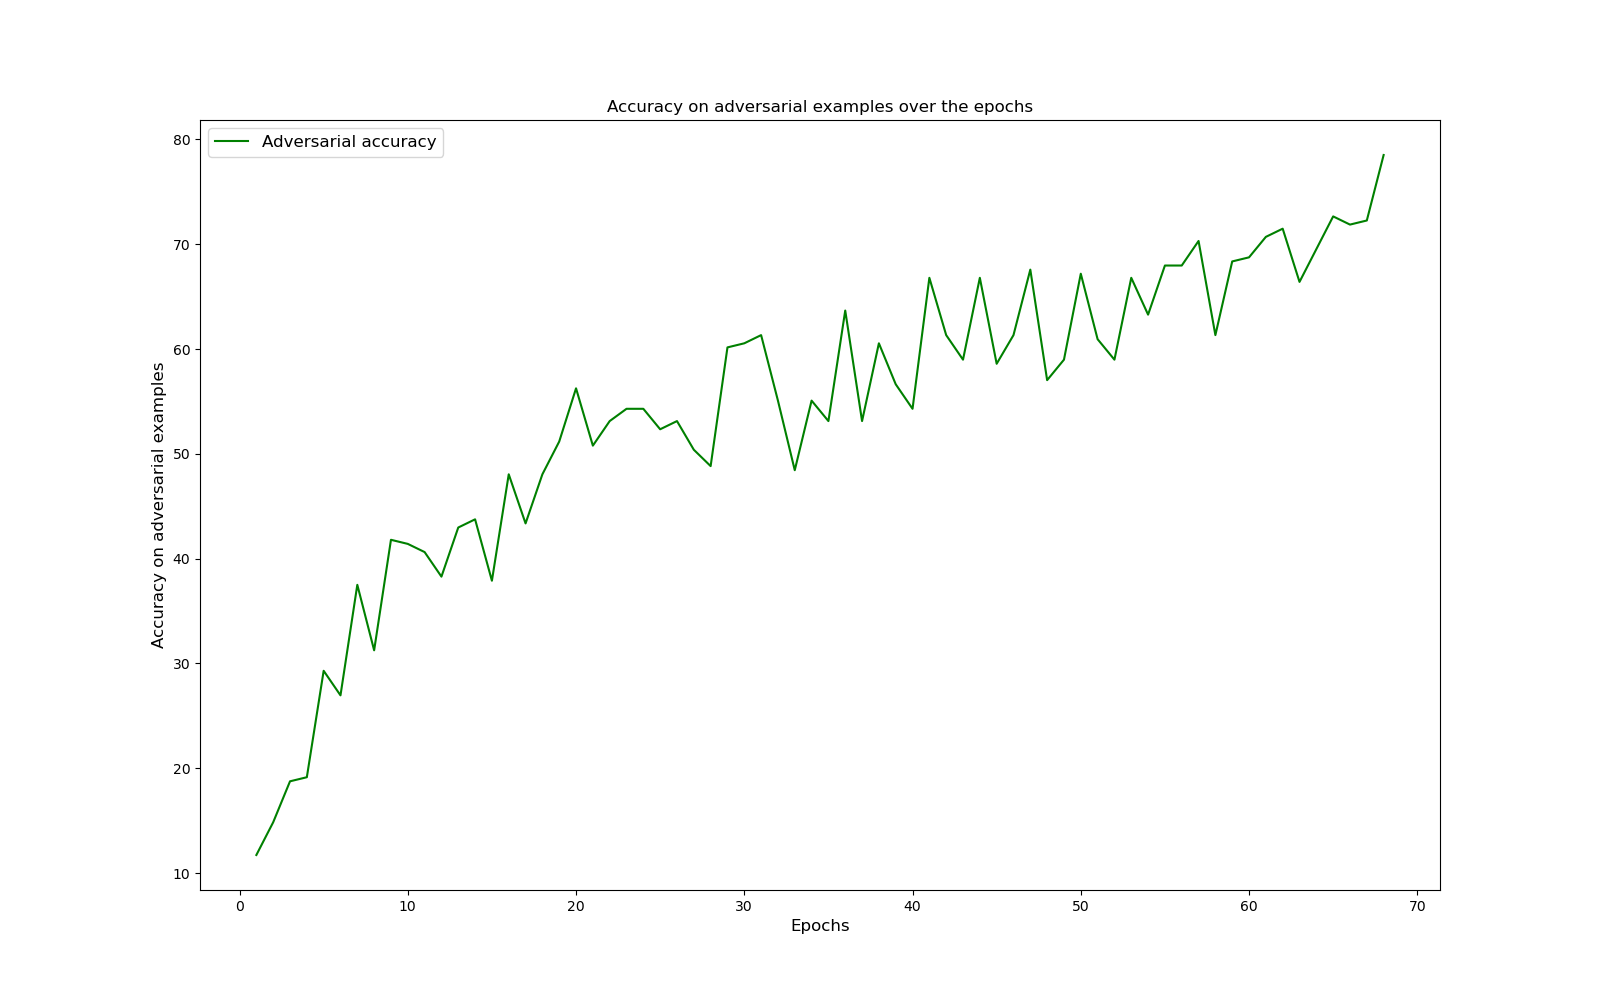 Accuracy on adversarial examples over the epochs
Adversarial accuracy
Accuracy on adversarial examples
80
70
60
50
40
30
20
10
0 10 20 30 40 50 60 70
Epochs